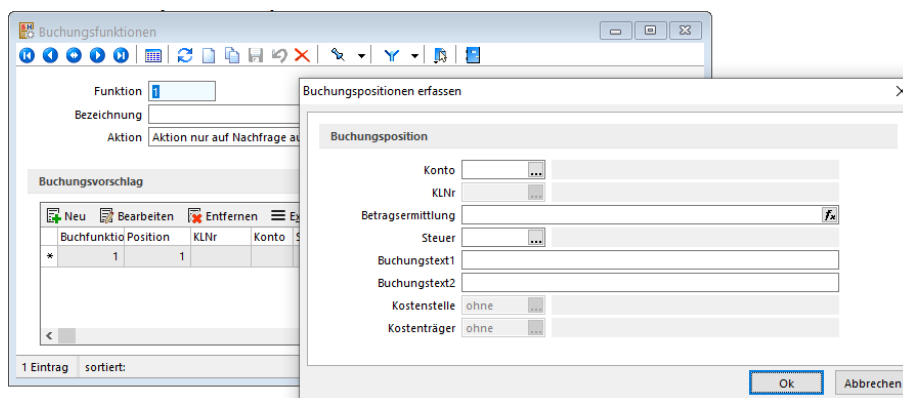 Buchungsfunktionen
Funktion 1
Bezeichnung
Aktion Aktion nur auf Nachfrage
Buchungsvorschlag
Neu Bearbeiten Entfernen
Buchfunktio Position KLNr Konto
* 1 1
1 Eintrag sortiert:
Buchungspositionen erfassen
Buchungsposition
Konto ...
KLNr ...
Betragsermittlung fx
Steuer ...
Buchungstext1
Buchungstext2
Kostenstelle ohne ...
Kostenträger ohne ...
Ok Abbrechen